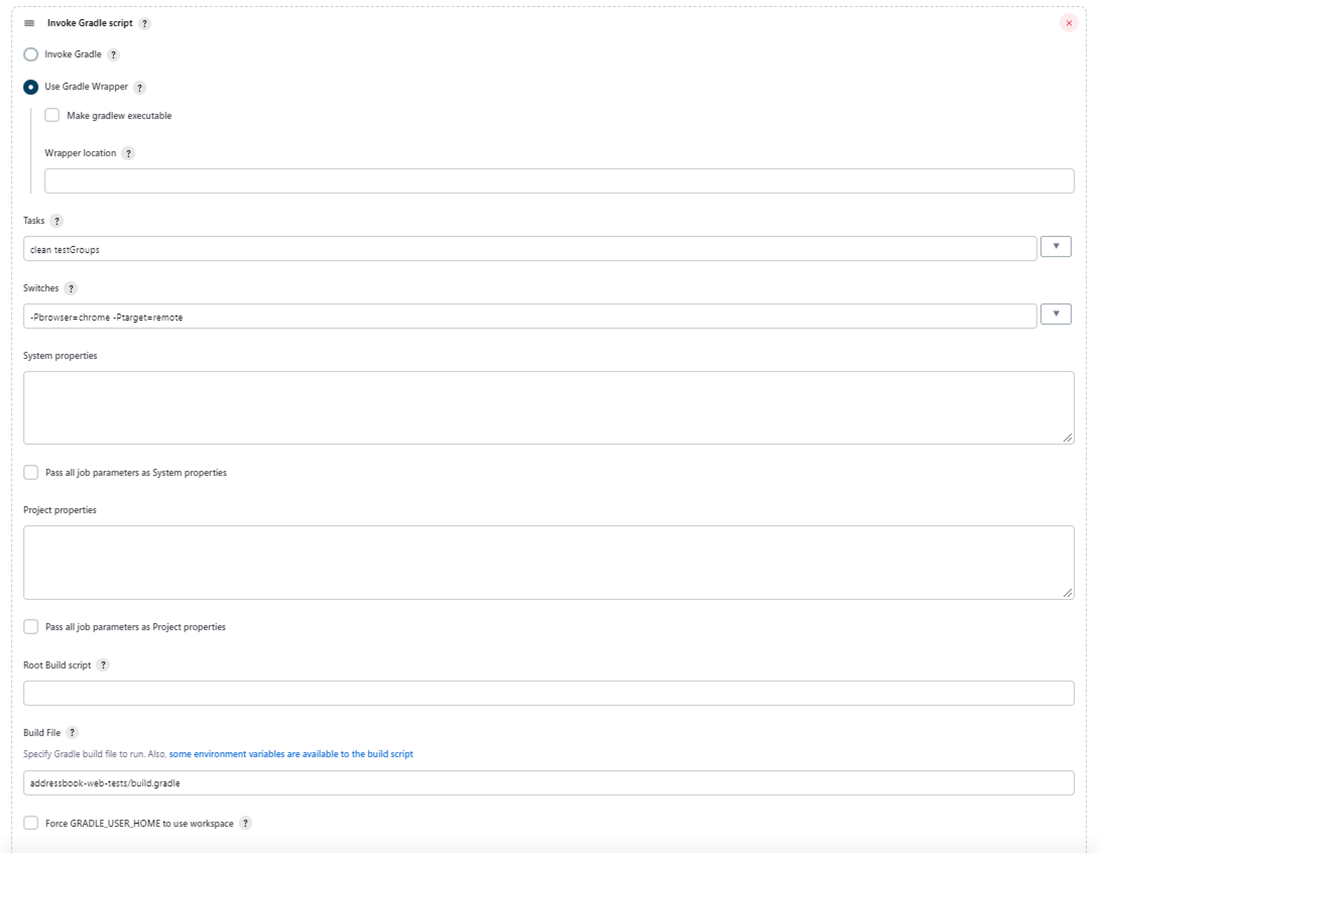 Invoke Gradle script ?
Invoke Gradle ?
Use Gradle Wrapper ?
Make gradlew executable
Wrapper location ?
Tasks ?
clean testGroups
Switches ?
-Pbrowser=chrome -Ptarget=remote
System properties
Pass all job parameters as System properties
Project properties
Pass all job parameters as Project properties
Root Build script ?
Build File ?
Specify Gradle build file to run. Also, some environment variables are available to the build script
addressbook-web-tests/build.gradle
Force GRADLE_USER_HOME to use workspace ?